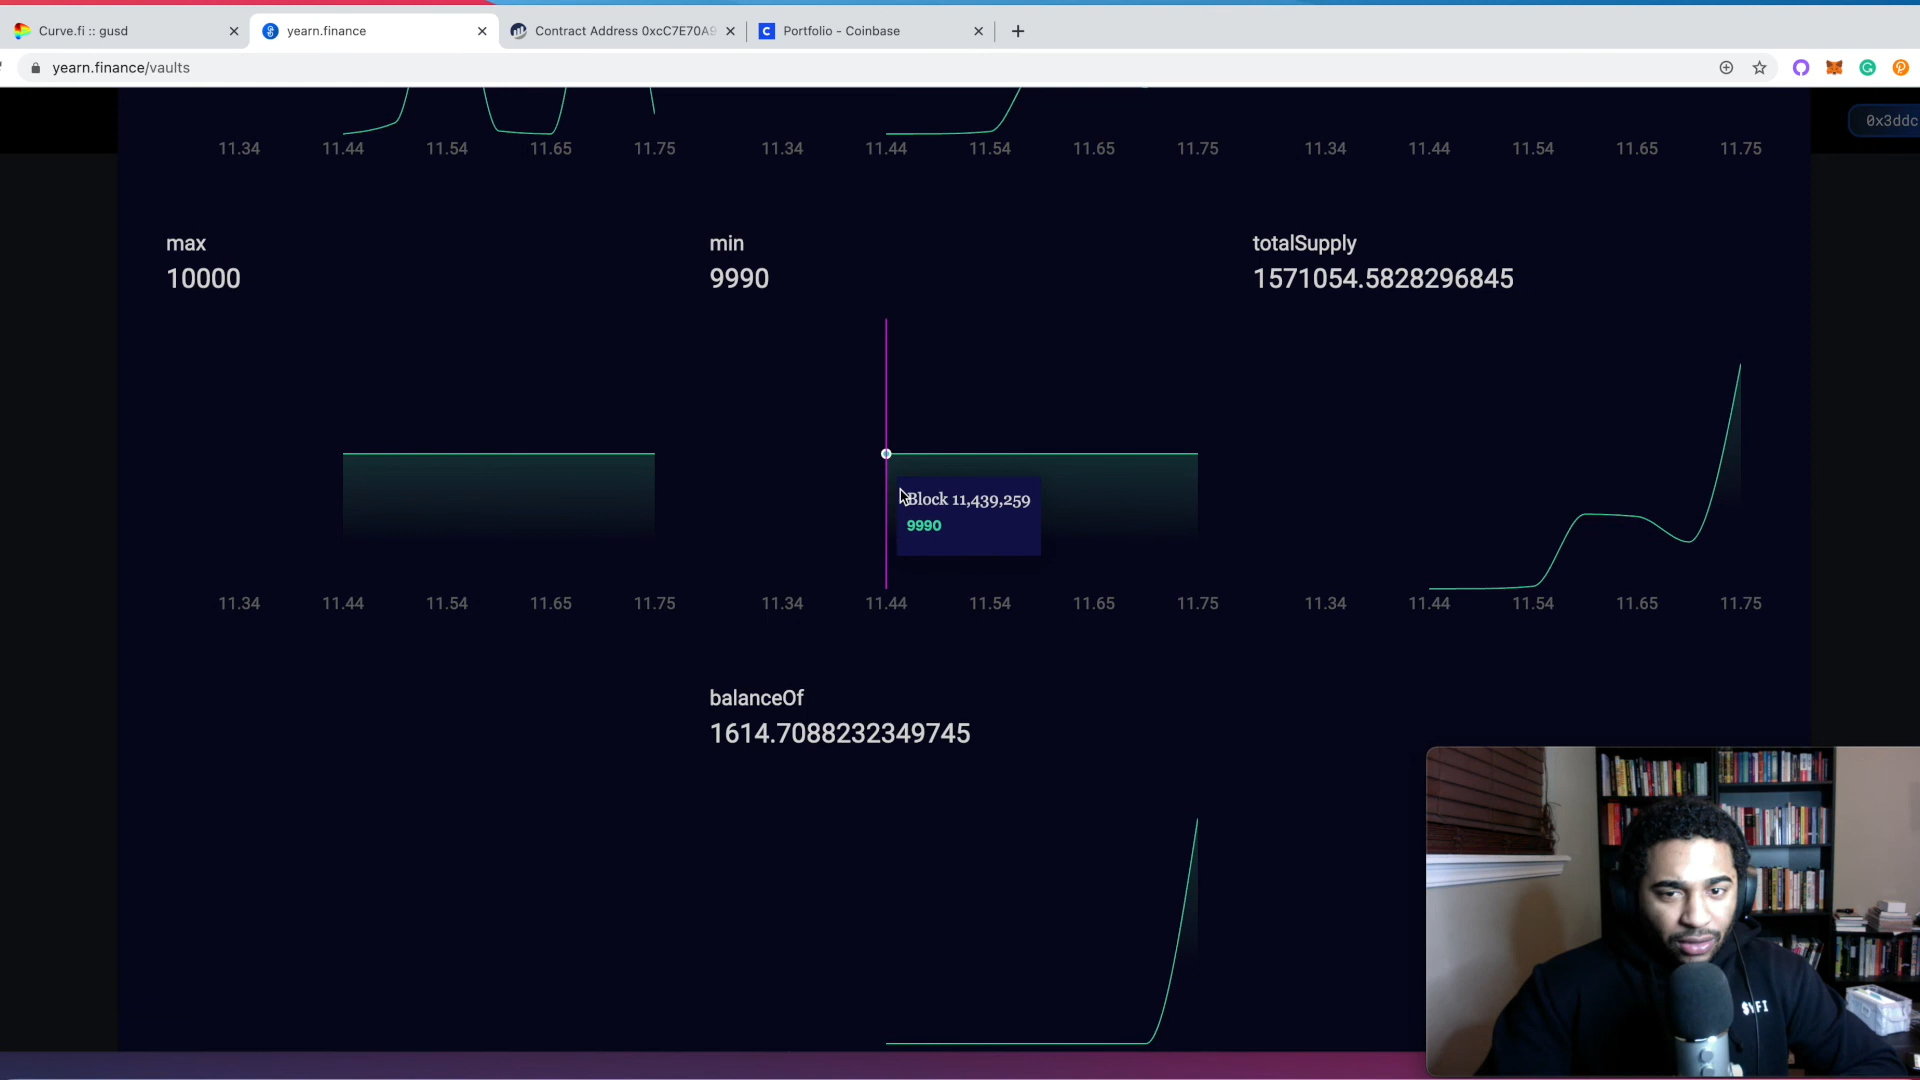 Curve.fi :: gusd
yearn.finance
Contract Address 0xcC7E70A9
Portfolio - Coinbase
yearn.finance/vaults
0x3ddc
11.34 11.44 11.54 11.65 11.75
11.34 11.44 11.54 11.65 11.75
11.34 11.44 11.54 11.65 11.75
max
10000
min
9990
totalSupply
1571054.5828296845
Block 11,439,259
9990
11.34 11.44 11.54 11.65 11.75
11.34 11.44 11.54 11.65 11.75
11.34 11.44 11.54 11.65 11.75
balanceOf
1614.7088232349745
$YFI